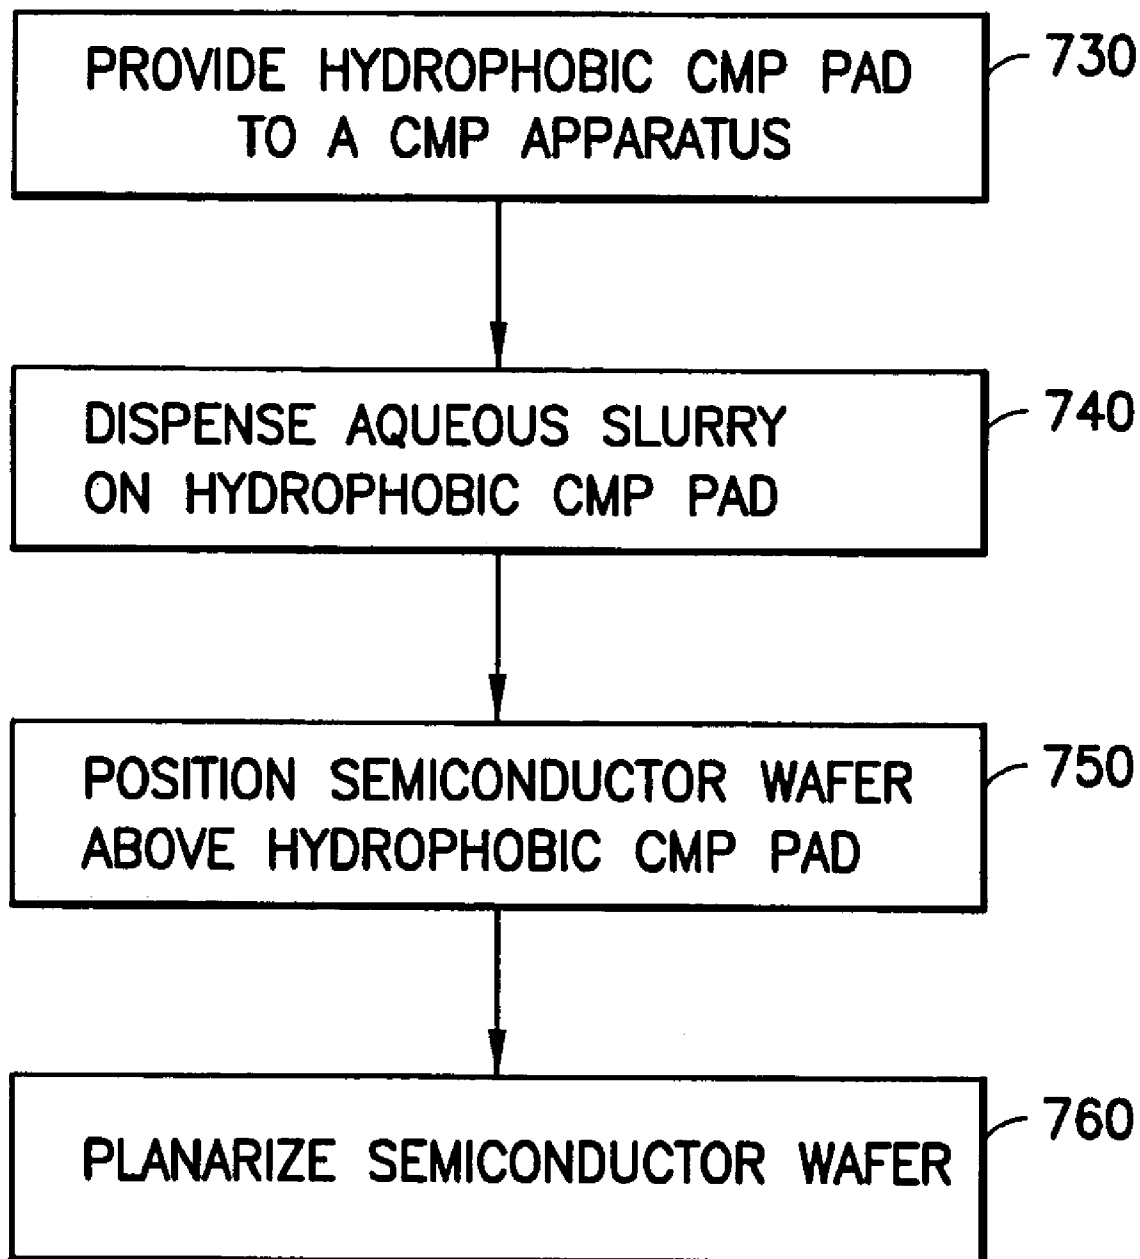 PROVIDE HYDROPHOBIC CMP PAD
TO A CMP APPARATUS
730
DISPENSE AQUEOUS SLURRY
ON HYDROPHOBIC CMP PAD
740
POSITION SEMICONDUCTOR WAFER
ABOVE HYDROPHOBIC CMP PAD
750
PLANARIZE SEMICONDUCTOR WAFER
760